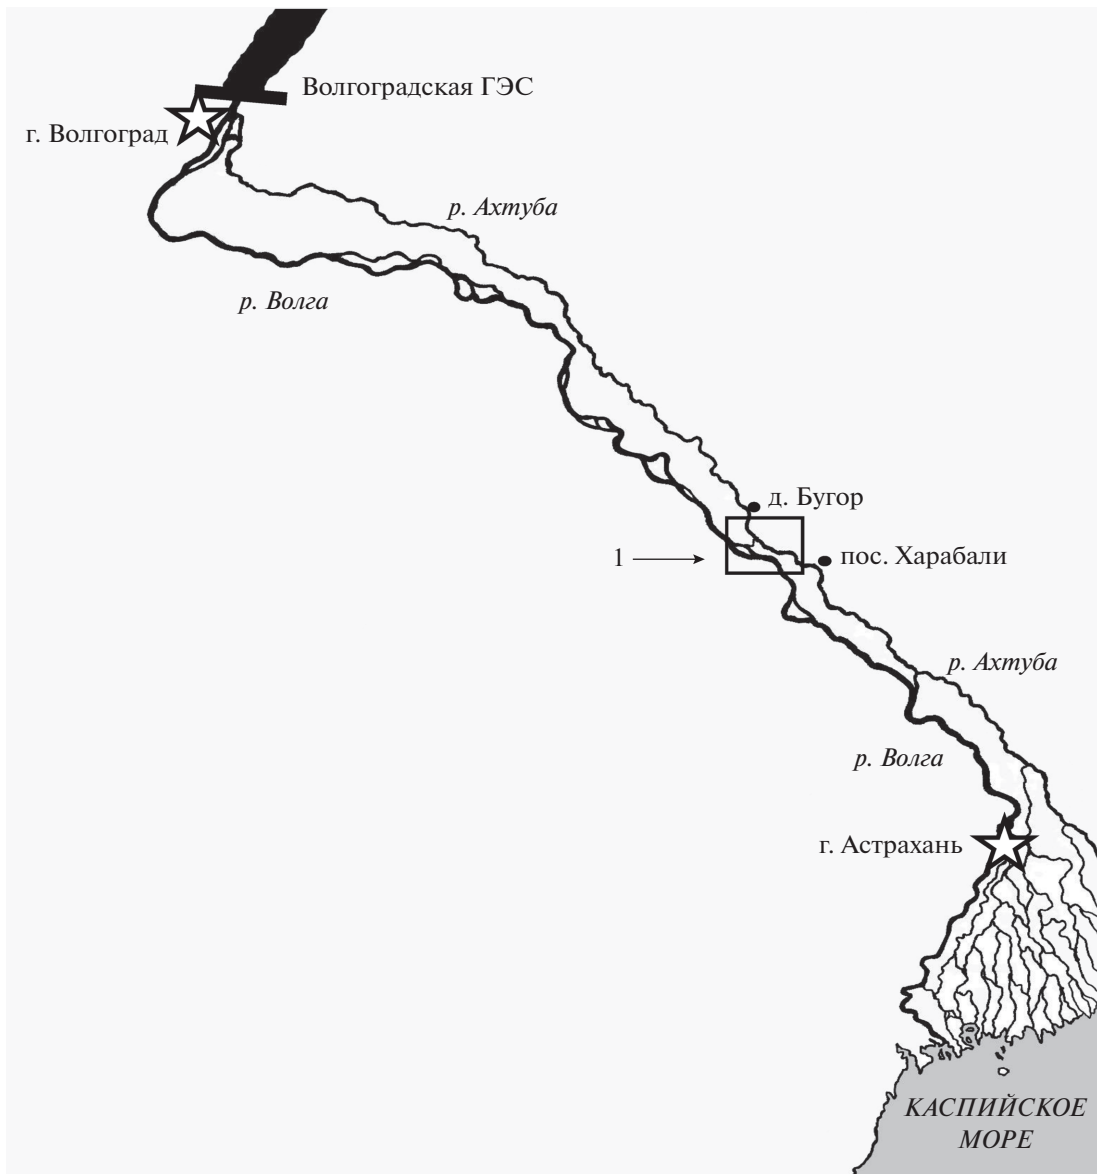 Волгоградская ГЭС
г. Волгоград
р. Ахтуба
р. Волга
д. Бугор
1
пос. Харабали
р. Ахтуба
р. Волга
г. Астрахань
КАСПИЙСКОЕ
МОРЕ